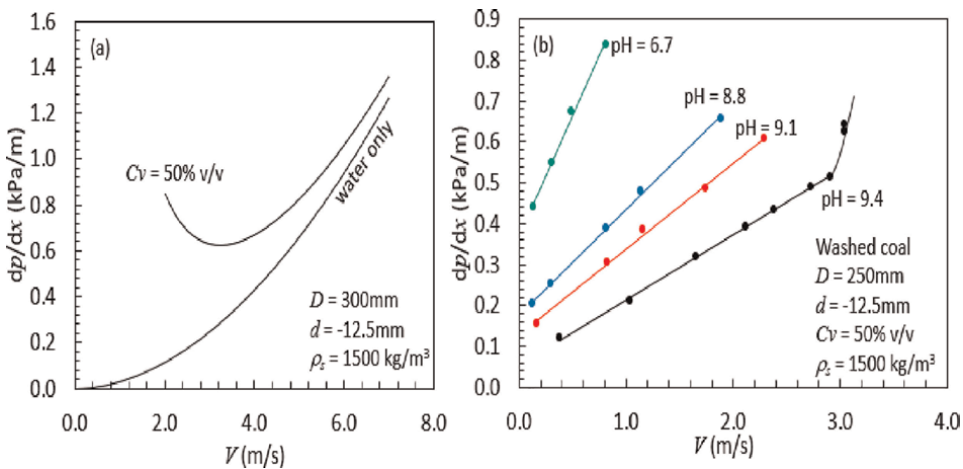 (a)
dp/dx (kPa/m)
1.6
1.4
1.2
1.0
0.8
0.6
0.4
0.2
0.0
Cv = 50% v/v
water only
D = 300mm
d = -12.5mm
ρs = 1500 kg/m³
0.0 2.0 4.0 6.0 8.0
V (m/s)
(b)
dp/dx (kPa/m)
0.9
0.8
0.7
0.6
0.5
0.4
0.3
0.2
0.1
0.0
pH = 6.7
pH = 8.8
pH = 9.1
pH = 9.4
Washed coal
D = 250mm
d = -12.5mm
Cv = 50% v/v
ρs = 1500 kg/m³
0.0 1.0 2.0 3.0 4.0
V (m/s)